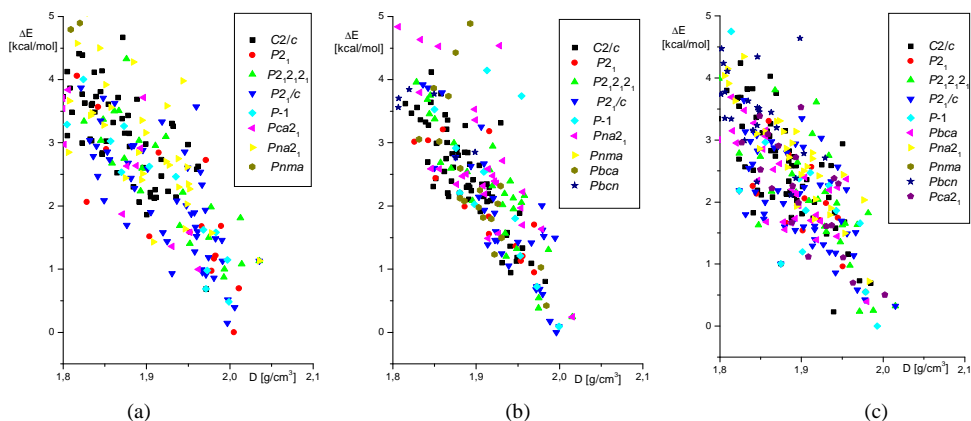 ΔE
[kcal/mol]
5
4
3
2
1
0
1,8
1,9
2,0
2,1
D [g/cm³]
C2/c
P2₁
P2₁2₁2₁
P2₁/c
P-1
Pca2₁
Pna2₁
Pnma
(a)
ΔE
[kcal/mol]
5
4
3
2
1
0
1,8
1,9
2,0
2,1
D [g/cm³]
C2/c
P2₁
P2₁2₁2₁
P2₁/c
P-1
Pna2₁
Pnma
Pbca
Pbcn
(b)
ΔE
[kcal/mol]
5
4
3
2
1
0
1,8
1,9
2,0
2,1
D [g/cm³]
C2/c
P2₁
P2₁2₁2₁
P2₁/c
P-1
Pbca
Pna2₁
Pnma
Pbcn
Pca2₁
(c)